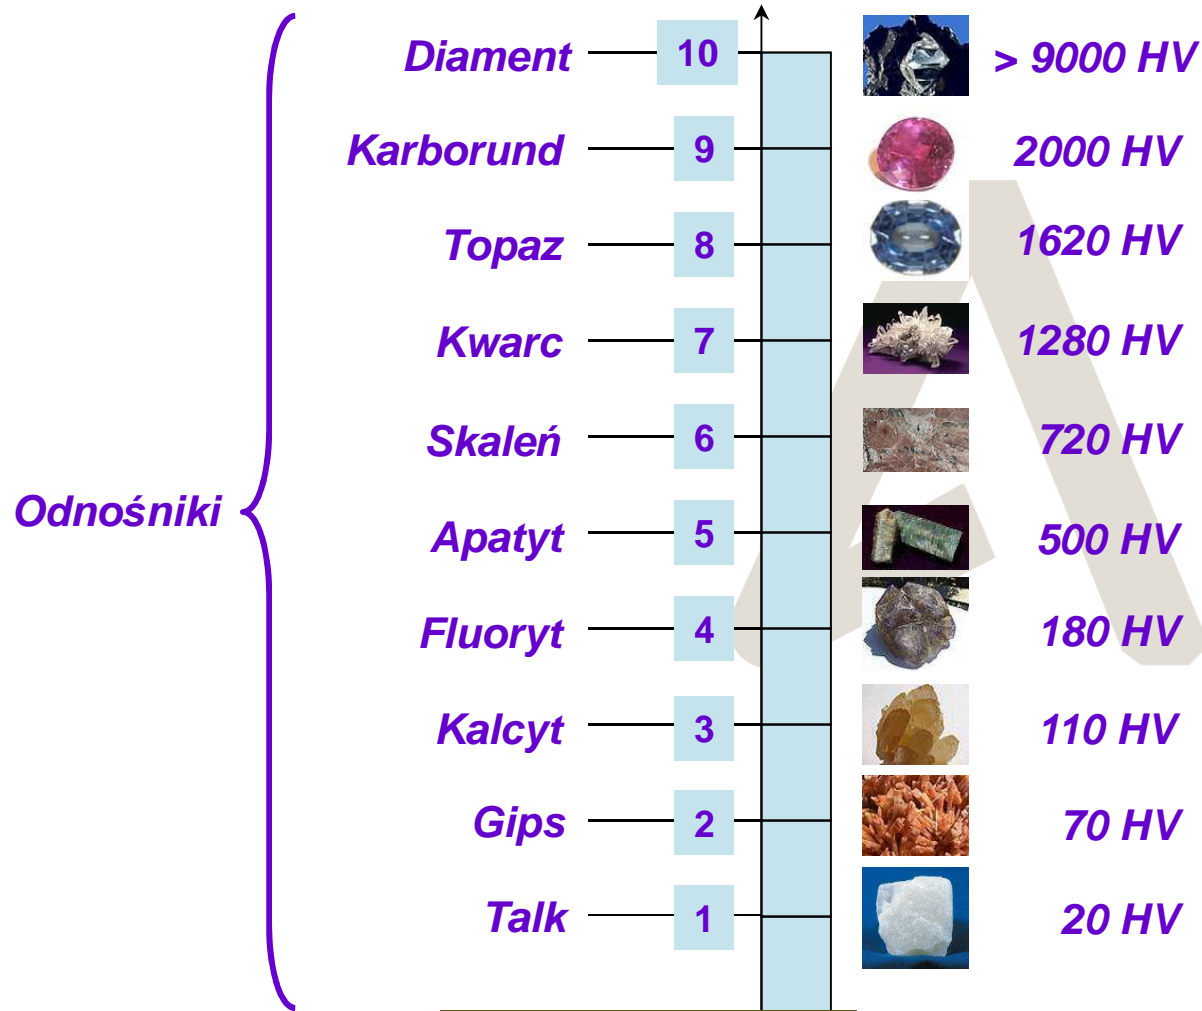 Diament 10 > 9000 HV
Karborund 9 2000 HV
Topaz 8 1620 HV
Kwarc 7 1280 HV
Skaleń 6 720 HV
Odnośniki
Apatyt 5 500 HV
Fluoryt 4 180 HV
Kalcyt 3 110 HV
Gips 2 70 HV
Talk 1 20 HV